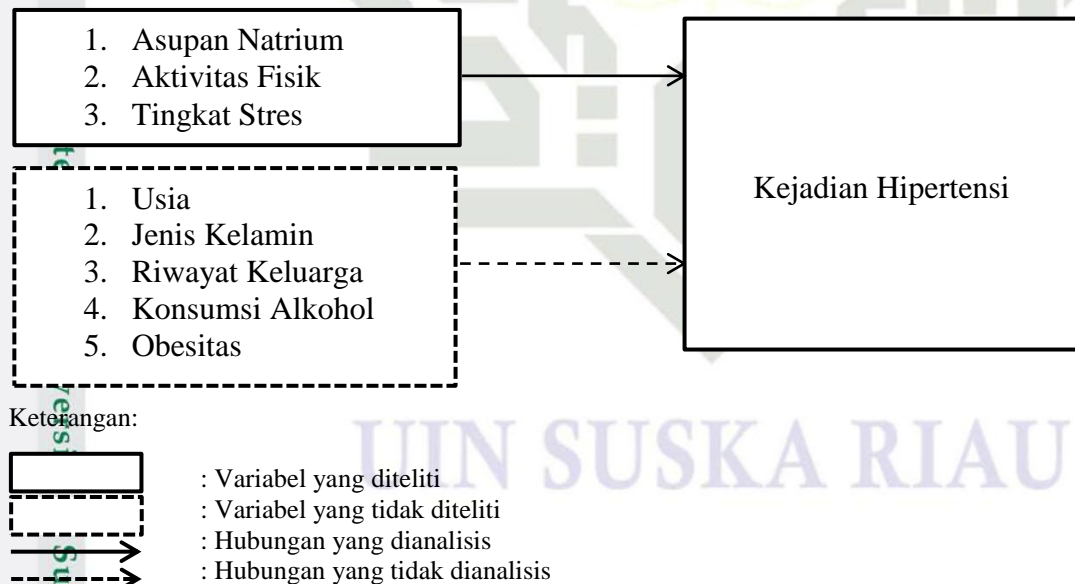 1. Asupan Natrium
2. Aktivitas Fisik
3. Tingkat Stres
1. Usia
2. Jenis Kelamin
3. Riwayat Keluarga
4. Konsumsi Alkohol
5. Obesitas
Kejadian Hipertensi
Keterangan:
UIN SUSKA RIAU
: Variabel yang diteliti
: Variabel yang tidak diteliti
: Hubungan yang dianalisis
: Hubungan yang tidak dianalisis